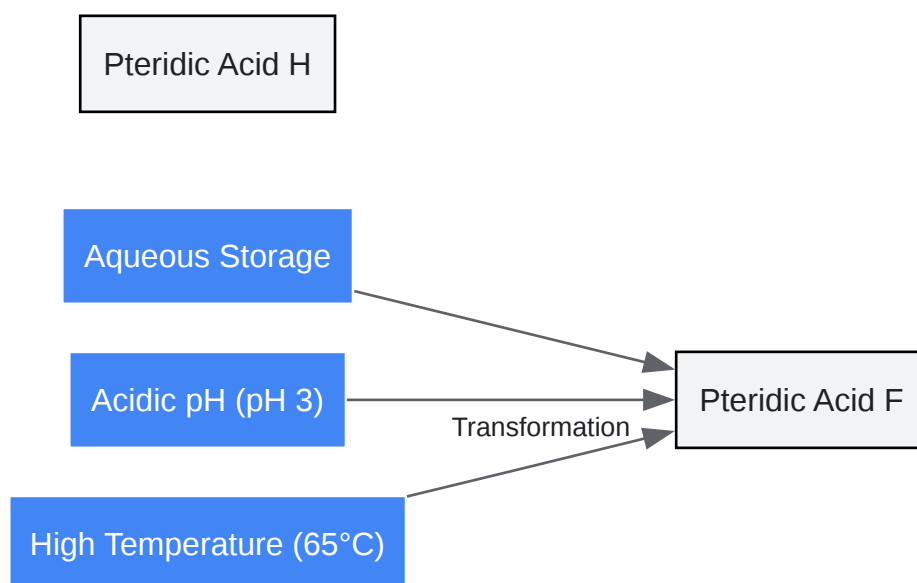 Pteridic Acid H
Aqueous Storage
Acidic pH (pH 3)
Pteridic Acid F
Transformation
High Temperature (65°C)